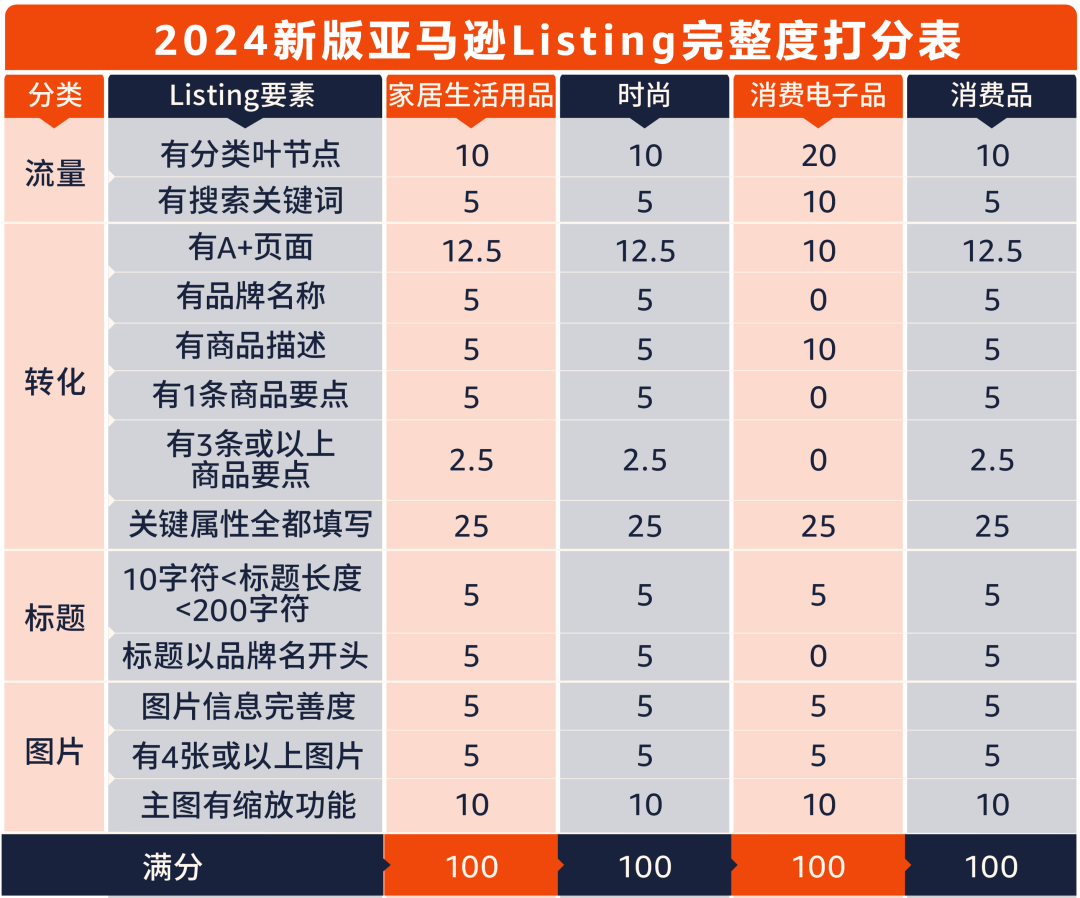 2024新版亚马逊Listing完整度打分表
分类 Listing要素 家居生活用品 时尚 消费电子品 消费品
流量
有分类叶节点 10 10 20 10
有搜索关键词 5 5 10 5
转化
有A+页面 12.5 12.5 10 12.5
有品牌名称 5 5 0 5
有商品描述 5 5 10 5
有1条商品要点 5 5 0 5
有3条或以上
商品要点 2.5 2.5 0 2.5
关键属性全都填写 25 25 25 25
标题
10字符<标题长度
<200字符 5 5 5 5
标题以品牌名开头 5 5 0 5
图片
图片信息完善度 5 5 5 5
有4张或以上图片 5 5 5 5
主图有缩放功能 10 10 10 10
满分 100 100 100 100